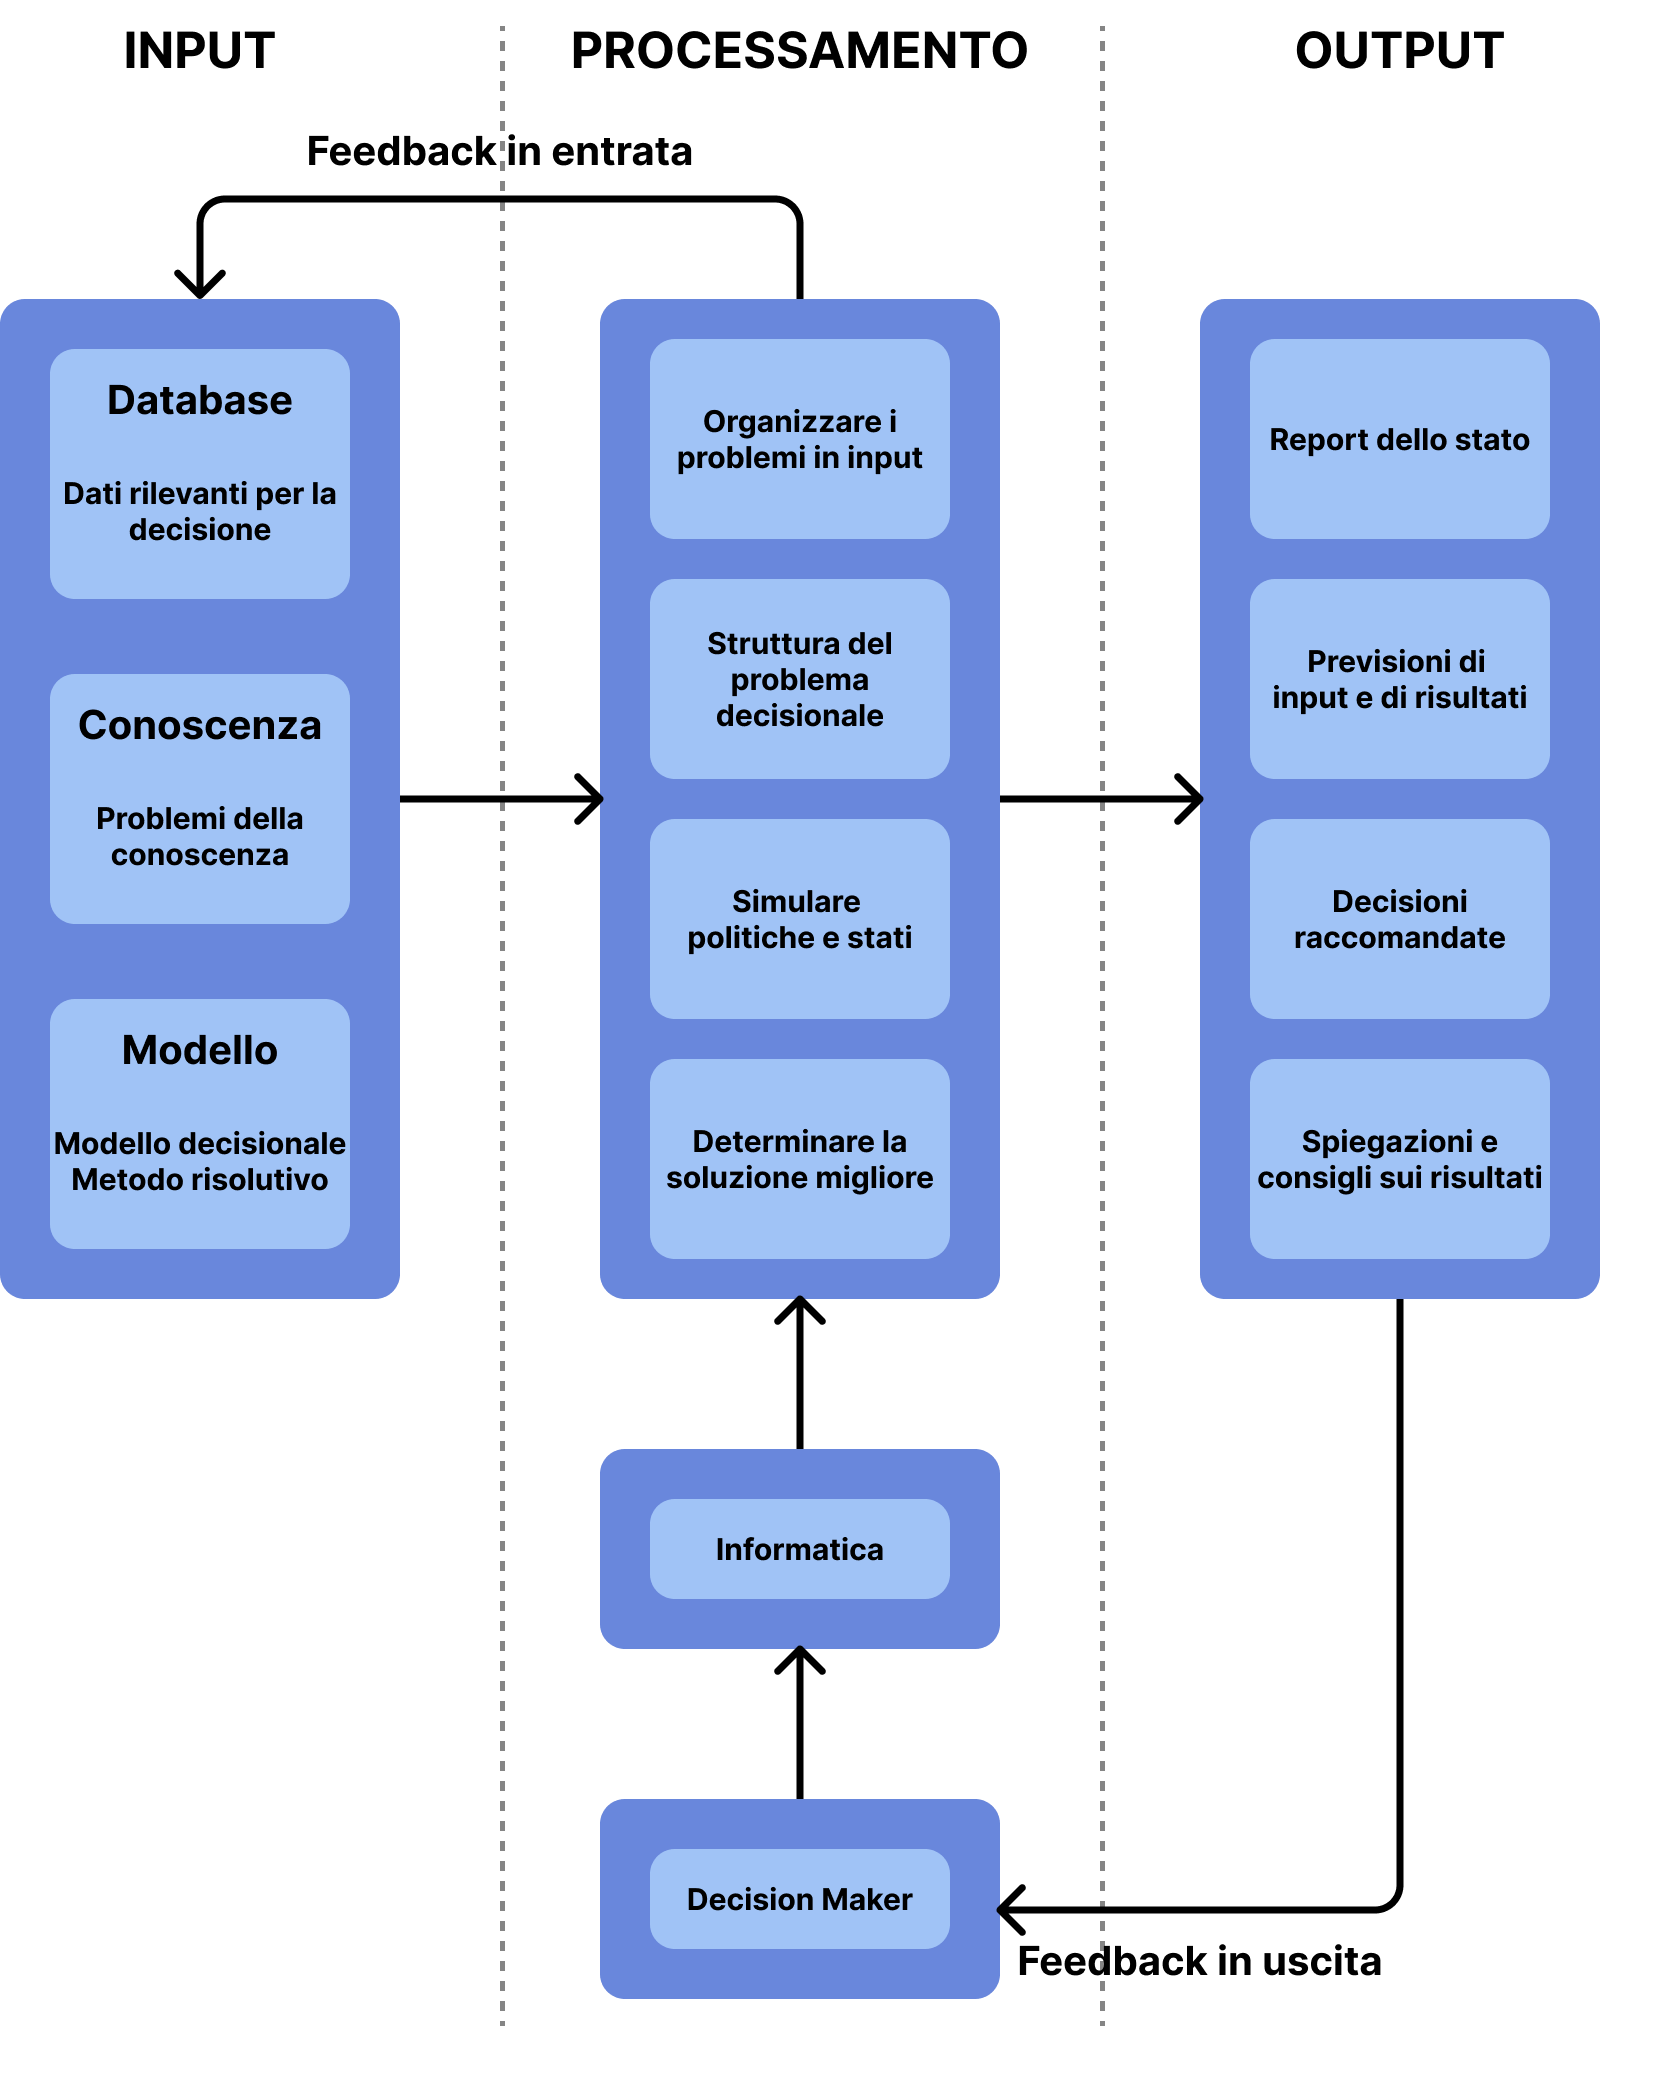 INPUT
PROCESSAMENTO
OUTPUT
Feedback in entrata
Database
Dati rilevanti per la
decisione
Conoscenza
Problemi della
conoscenza
Modello
Modello decisionale
Metodo risolutivo
Organizzare i
problemi in input
Struttura del
problema
decisionale
Simulare
politiche e stati
Determinare la
soluzione migliore
Report dello stato
Previsioni di
input e di risultati
Decisioni
raccomandate
Spiegazioni e
consigli sui risultati
Informatica
Decision Maker
Feedback in uscita